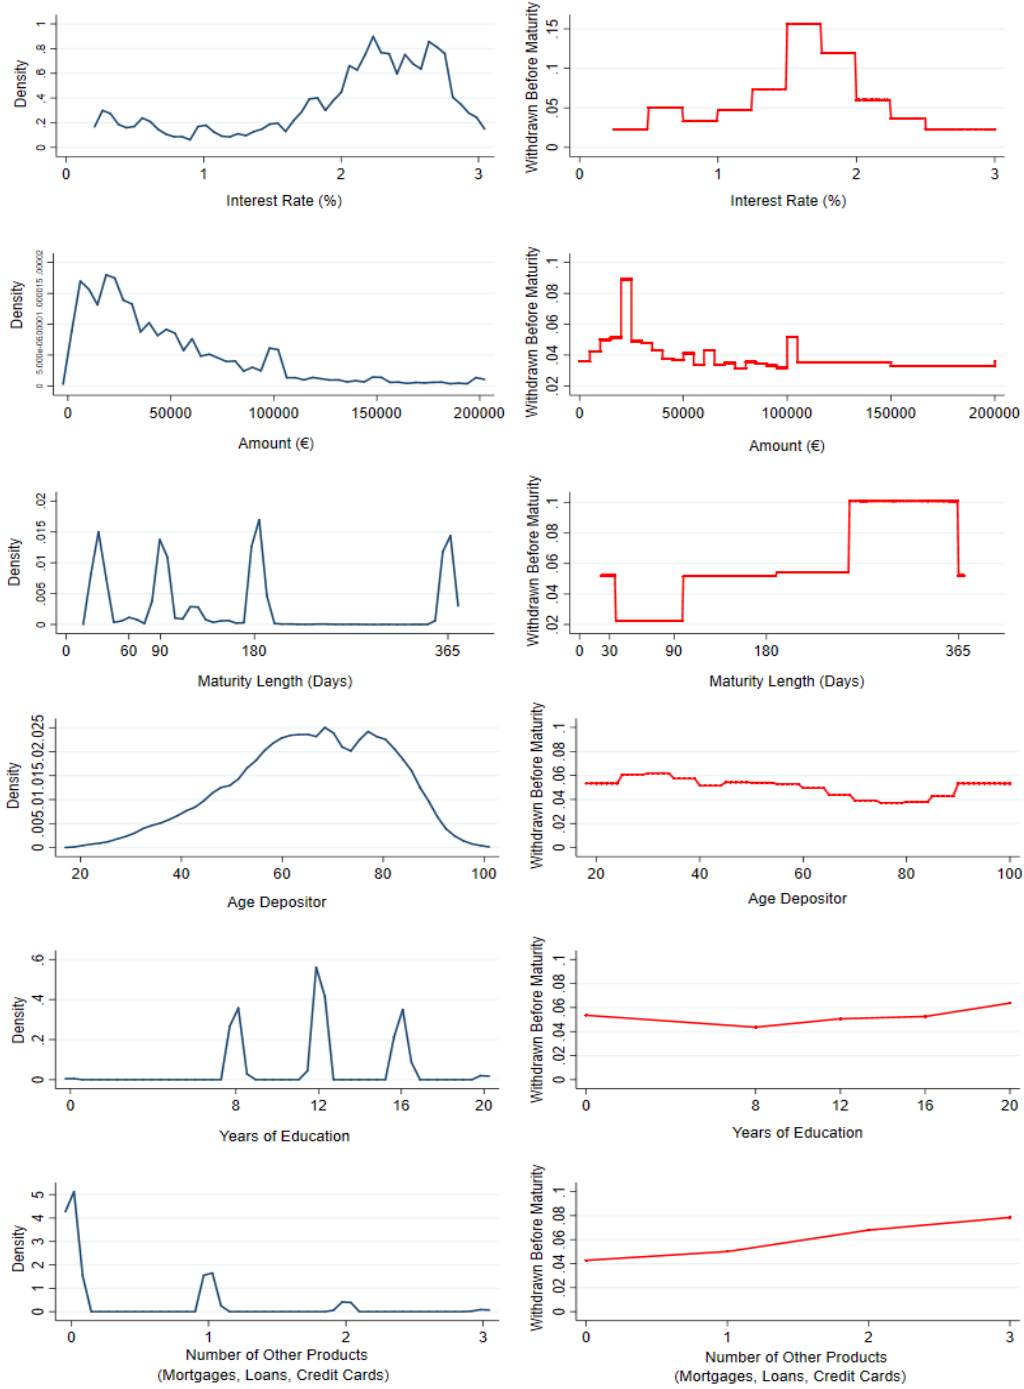 Density
0 .2 .4 .6 .8 1
0 1 2 3
Interest Rate (%)
Withdrawn Before Maturity
0 .05 .1 .15
0 1 2 3
Interest Rate (%)
Density
0 .00001 .000015 .00002
0 50000 100000 150000 200000
Amount (€)
Withdrawn Before Maturity
.02 .04 .06 .08 .1
0 50000 100000 150000 200000
Amount (€)
Density
0 .005 .01 .015 .02
0 60 90 180 365
Maturity Length (Days)
Withdrawn Before Maturity
.02 .04 .06 .08 .1
0 30 90 180 365
Maturity Length (Days)
Density
0 .005 .01 .015 .02 .025
20 40 60 80 100
Age Depositor
Withdrawn Before Maturity
0 .02 .04 .06 .08 .1
20 40 60 80 100
Age Depositor
Density
0 .2 .4 .6
0 8 12 16 20
Years of Education
Withdrawn Before Maturity
0 .02 .04 .06 .08 .1
0 8 12 16 20
Years of Education
Density
0 1 2 3 4 5
0 1 2 3
Number of Other Products
(Mortgages, Loans, Credit Cards)
Withdrawn Before Maturity
0 .02 .04 .06 .08 .1
0 1 2 3
Number of Other Products
(Mortgages, Loans, Credit Cards)